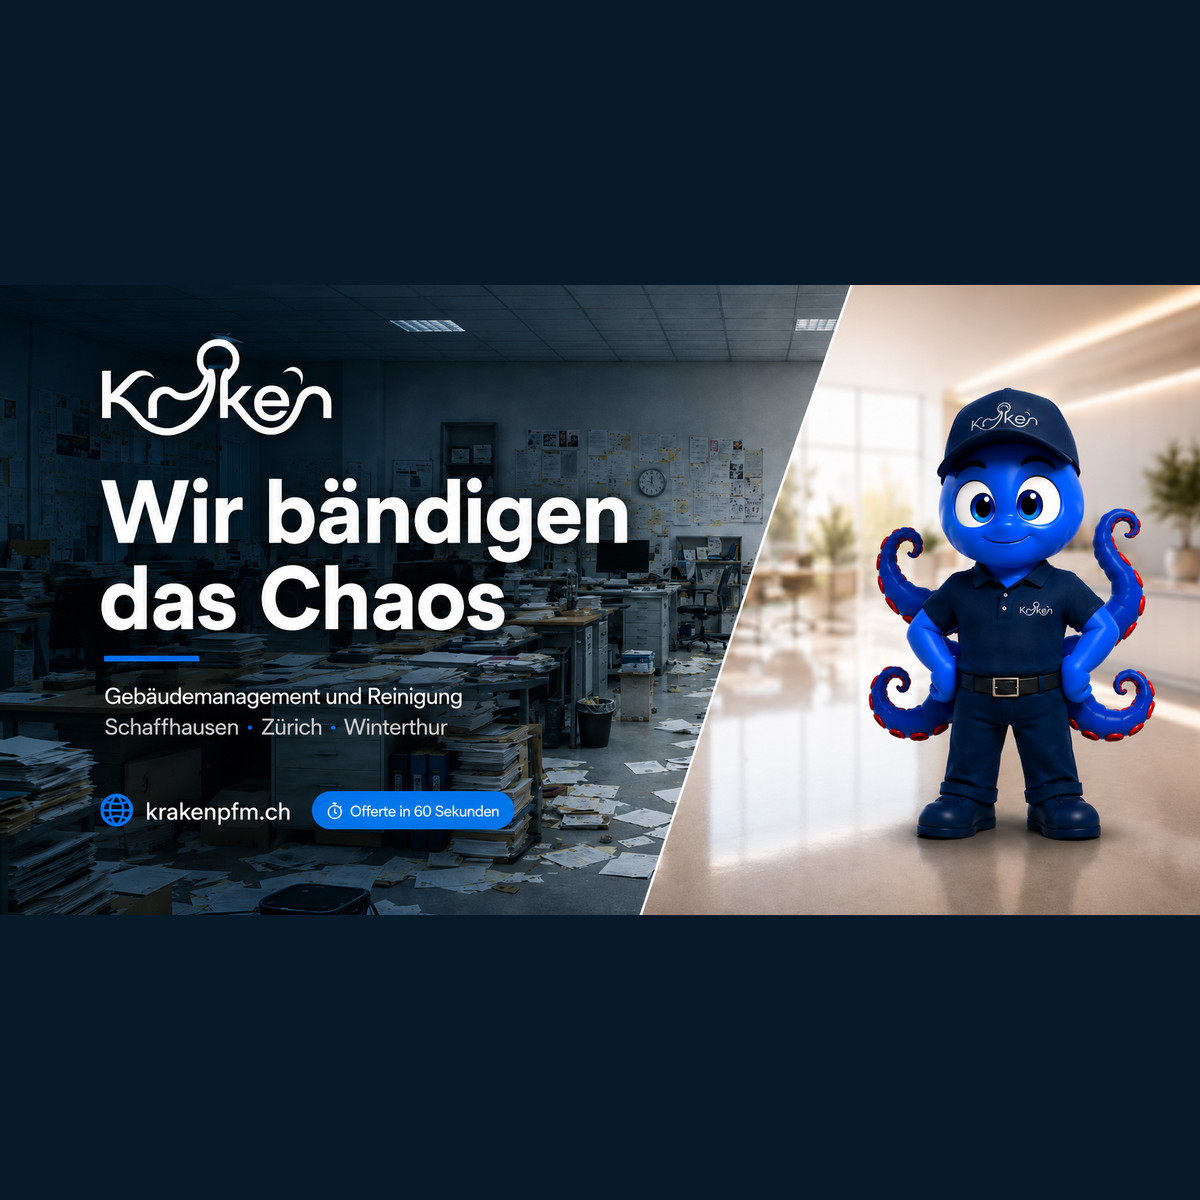 Kraken
Wir bändigen
das Chaos
Gebäudemanagement und Reinigung
Schaffhausen · Zürich · Winterthur
krakenpfm.ch
Offerte in 60 Sekunden
Kraken
Kraken